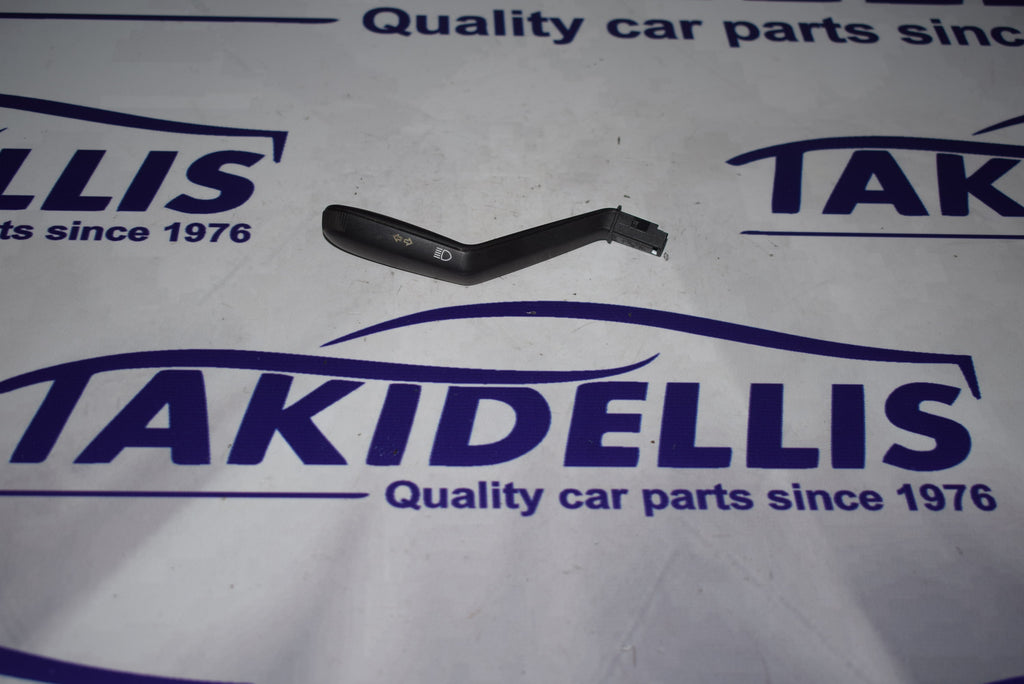 Quality car parts sinc
LLIS
ts since 1976
TAK
TAKIDELLIS
Quality car parts since 1976